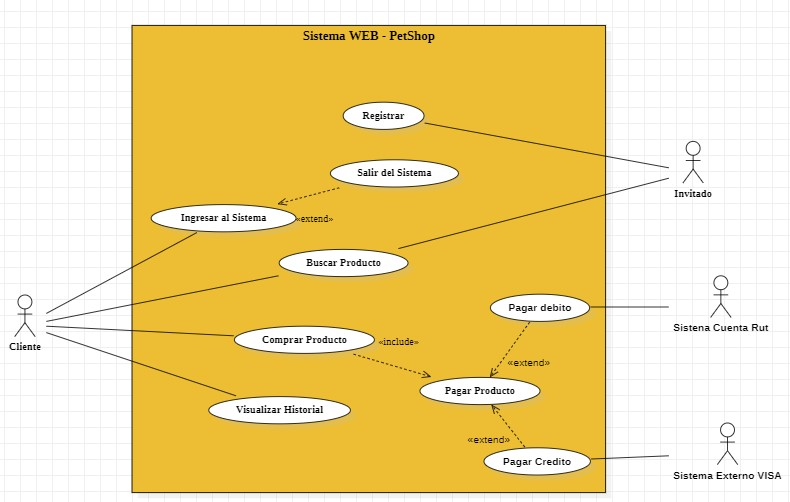 Sistema WEB - PetShop
Registrar
Salir del Sistema
Invitado
Ingresar al Sistema
«extend»
Buscar Producto
Pagar debito
Sistena Cuenta Rut
Cliente
Comprar Producto
«include»
«extend»
Pagar Producto
Visualizar Historial
«extend»
Pagar Credito
Sistema Externo VISA